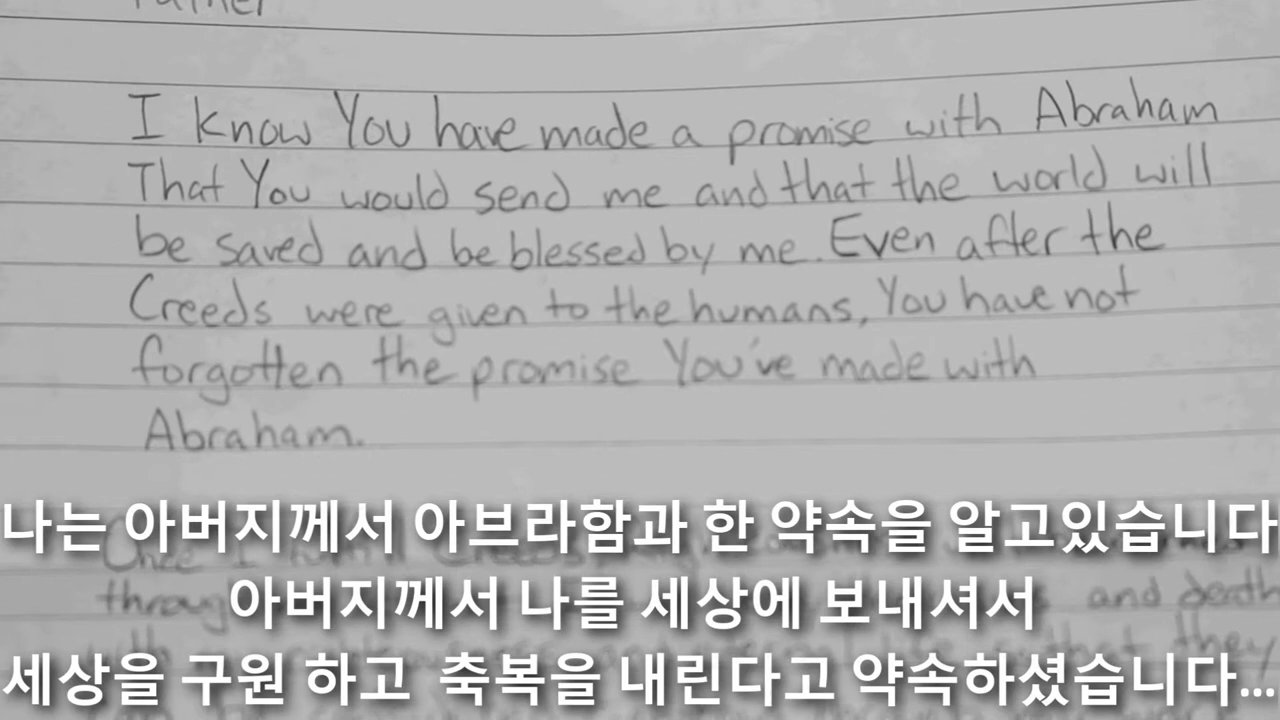 Father
I know You have made a promise with Abraham
That You would send me and that the world will
be saved and be blessed by me. Even after the
Creeds were given to the humans, You have not
forgotten the promise You've made with
Abraham.
나는 아버지께서 아브라함과 한 약속을 알고있습니다
Once I
아버지께서 나를 세상에 보내셔서
and death
세상을 구원 하고 축복을 내린다고 약속하셨습니다...
they